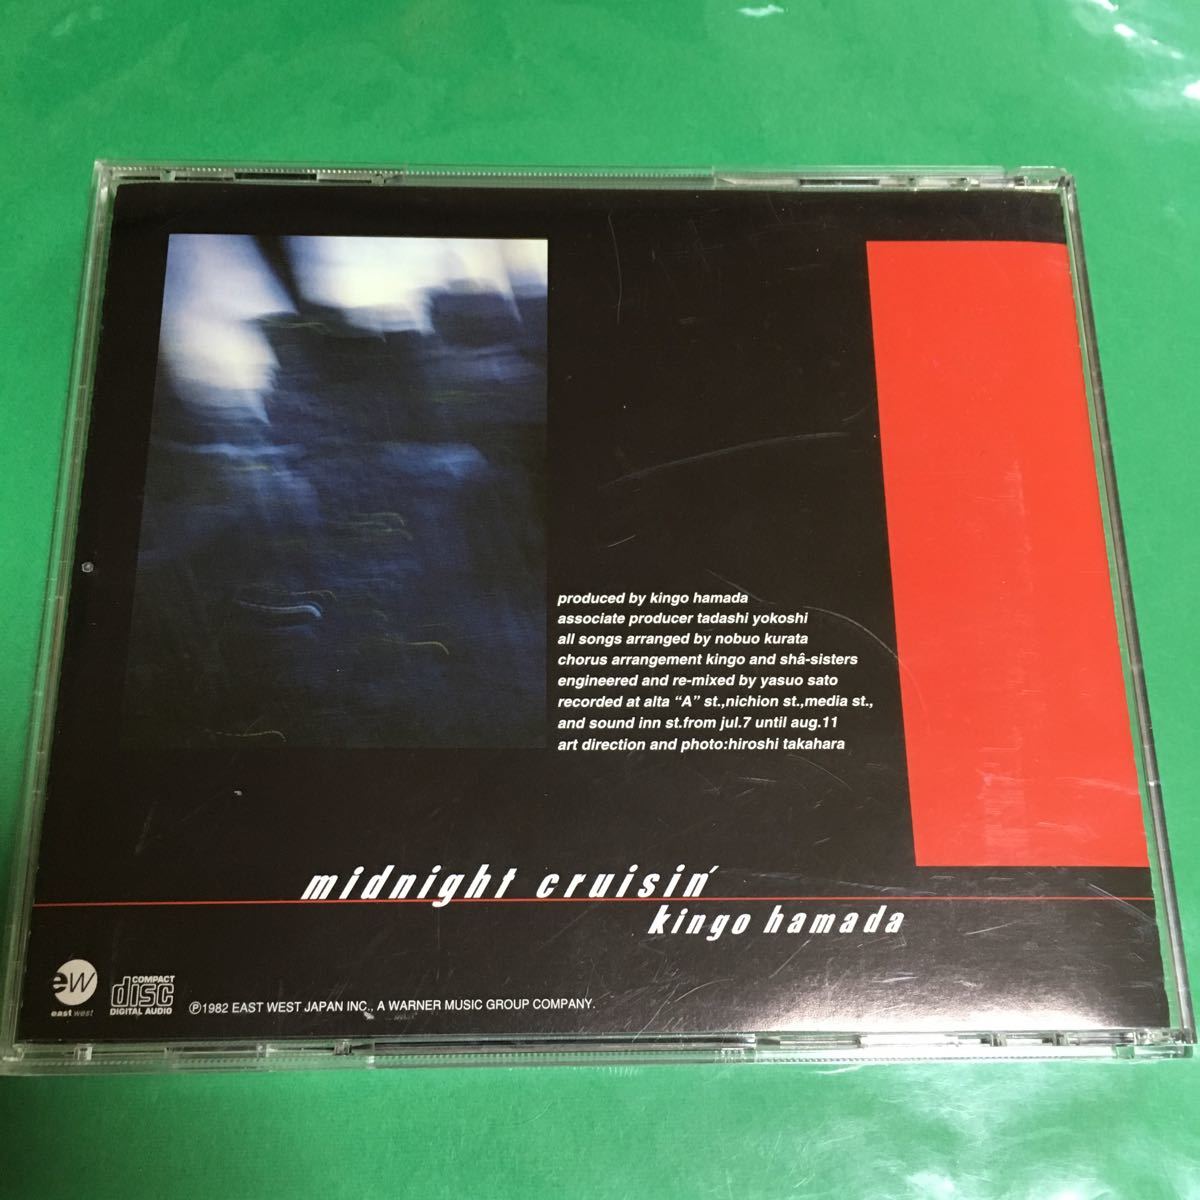 produced by kingo hamada
associate producer tadashi yokoshi
all songs arranged by nobuo kurata
chorus arrangement kingo and shâ-sisters
engineered and re-mixed by yasuo sato
recorded at alta “A” st.,nichion st.,media st.,
and sound inn st.from jul.7 until aug.11
art direction and photo:hiroshi takahara
midnight cruisin'
kingo hamada
ew
east west
COMPACT
disc
DIGITAL AUDIO
℗1982 EAST WEST JAPAN INC., A WARNER MUSIC GROUP COMPANY.